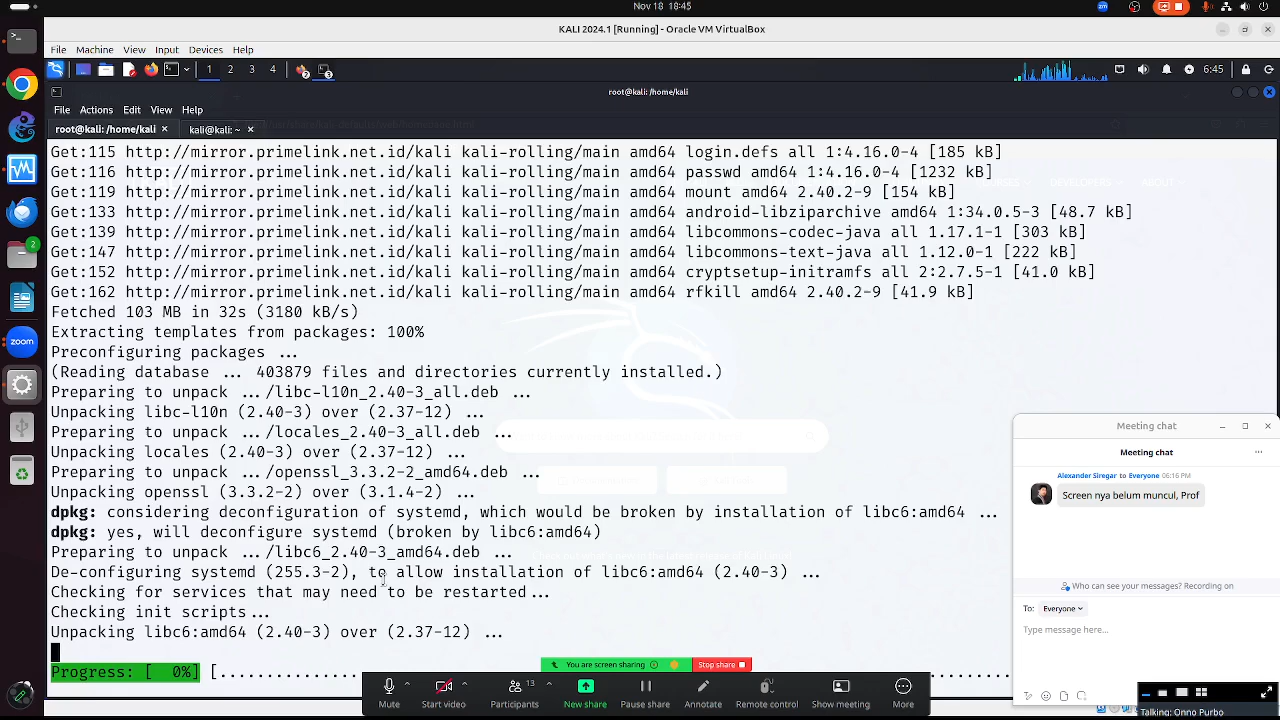 Nov 18 18:45
KALI 2024.1 [Running] - Oracle VM VirtualBox
File Machine View Input Devices Help
1 2 3 4
6:45
root@kali: /home/kali
File Actions Edit View Help
root@kali: /home/kali
kali@kali: ~
ABOUT
Get:115 http://mirror.primelink.net.id/kali kali-rolling/main amd64 login.defs all 1:4.16.0-4 [185 kB]
Get:116 http://mirror.primelink.net.id/kali kali-rolling/main amd64 passwd amd64 1:4.16.0-4 [1232 kB]
Get:119 http://mirror.primelink.net.id/kali kali-rolling/main amd64 mount amd64 2.40.2-9 [154 kB]
Get:133 http://mirror.primelink.net.id/kali kali-rolling/main amd64 android-libziparchive amd64 1:34.0.5-3 [48.7 kB]
Get:139 http://mirror.primelink.net.id/kali kali-rolling/main amd64 libcommons-codec-java all 1.17.1-1 [303 kB]
Get:147 http://mirror.primelink.net.id/kali kali-rolling/main amd64 libcommons-text-java all 1.12.0-1 [222 kB]
Get:152 http://mirror.primelink.net.id/kali kali-rolling/main amd64 cryptsetup-initramfs all 2:2.7.5-1 [41.0 kB]
Get:162 http://mirror.primelink.net.id/kali kali-rolling/main amd64 rfkill amd64 2.40.2-9 [41.9 kB]
Fetched 103 MB in 32s (3180 kB/s)
Extracting templates from packages: 100%
Preconfiguring packages ...
(Reading database ... 403879 files and directories currently installed.)
Preparing to unpack .../libc-l10n_2.40-3_all.deb ...
Unpacking libc-l10n (2.40-3) over (2.37-12) ...
Preparing to unpack .../locales_2.40-3_all.deb ...
Unpacking locales (2.40-3) over (2.37-12) ...
Preparing to unpack .../openssl_3.3.2-2_amd64.deb ...
Unpacking openssl (3.3.2-2) over (3.1.4-2) ...
dpkg: considering deconfiguration of systemd, which would be broken by installation of libc6:amd64 ...
dpkg: yes, will deconfigure systemd (broken by libc6:amd64)
Preparing to unpack .../libc6_2.40-3_amd64.deb ...
De-configuring systemd (255.3-2), to allow installation of libc6:amd64 (2.40-3) ...
Checking for services that may need to be restarted...
Checking init scripts...
Unpacking libc6:amd64 (2.40-3) over (2.37-12) ...
Progress: [  0%] [...............
Meeting chat
Meeting chat
Alexander Siregar to Everyone 06:16 PM
Screen nya belum muncul, Prof
Who can see your messages? Recording on
To: Everyone
Type message here...
You are screen sharing
Stop share
Mute
Start video
13
Participants
New share
Pause share
Annotate
Remote control
Show meeting
More
Talking: Onno Purbo
zm
zoom
2